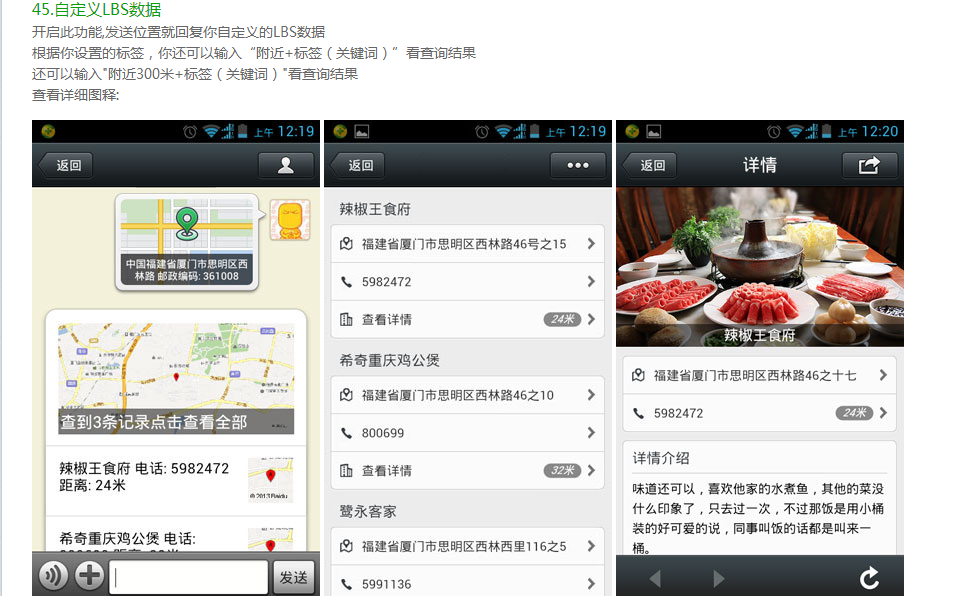 45.自定义LBS数据
开启此功能,发送位置就回复你自定义的LBS数据
根据你设置的标签，你还可以输入“附近+标签（关键词）”看查询结果
还可以输入"附近300米+标签（关键词）"看查询结果
查看详细图释:
上午 12:19
返回
中国福建省厦门市思明区西
林路 邮政编码: 361008
查到3条记录点击查看全部
辣椒王食府 电话: 5982472
距离: 24米
© 2013 Baidu
希奇重庆鸡公煲 电话:
发送
上午 12:19
返回
辣椒王食府
福建省厦门市思明区西林路46号之15
5982472
查看详情 24米
希奇重庆鸡公煲
福建省厦门市思明区西林路46之10
800699
查看详情 32米
鹭永客家
福建省厦门市思明区西林西里116之5
5991136
上午 12:20
返回 详情
辣椒王食府
福建省厦门市思明区西林路46之十七
5982472 24米
详情介绍
味道还可以，喜欢他家的水煮鱼，其他的菜没
什么印象了，只去过一次，不过那饭是用小桶
装的好可爱的说，同事叫饭的话都是叫来一
桶。